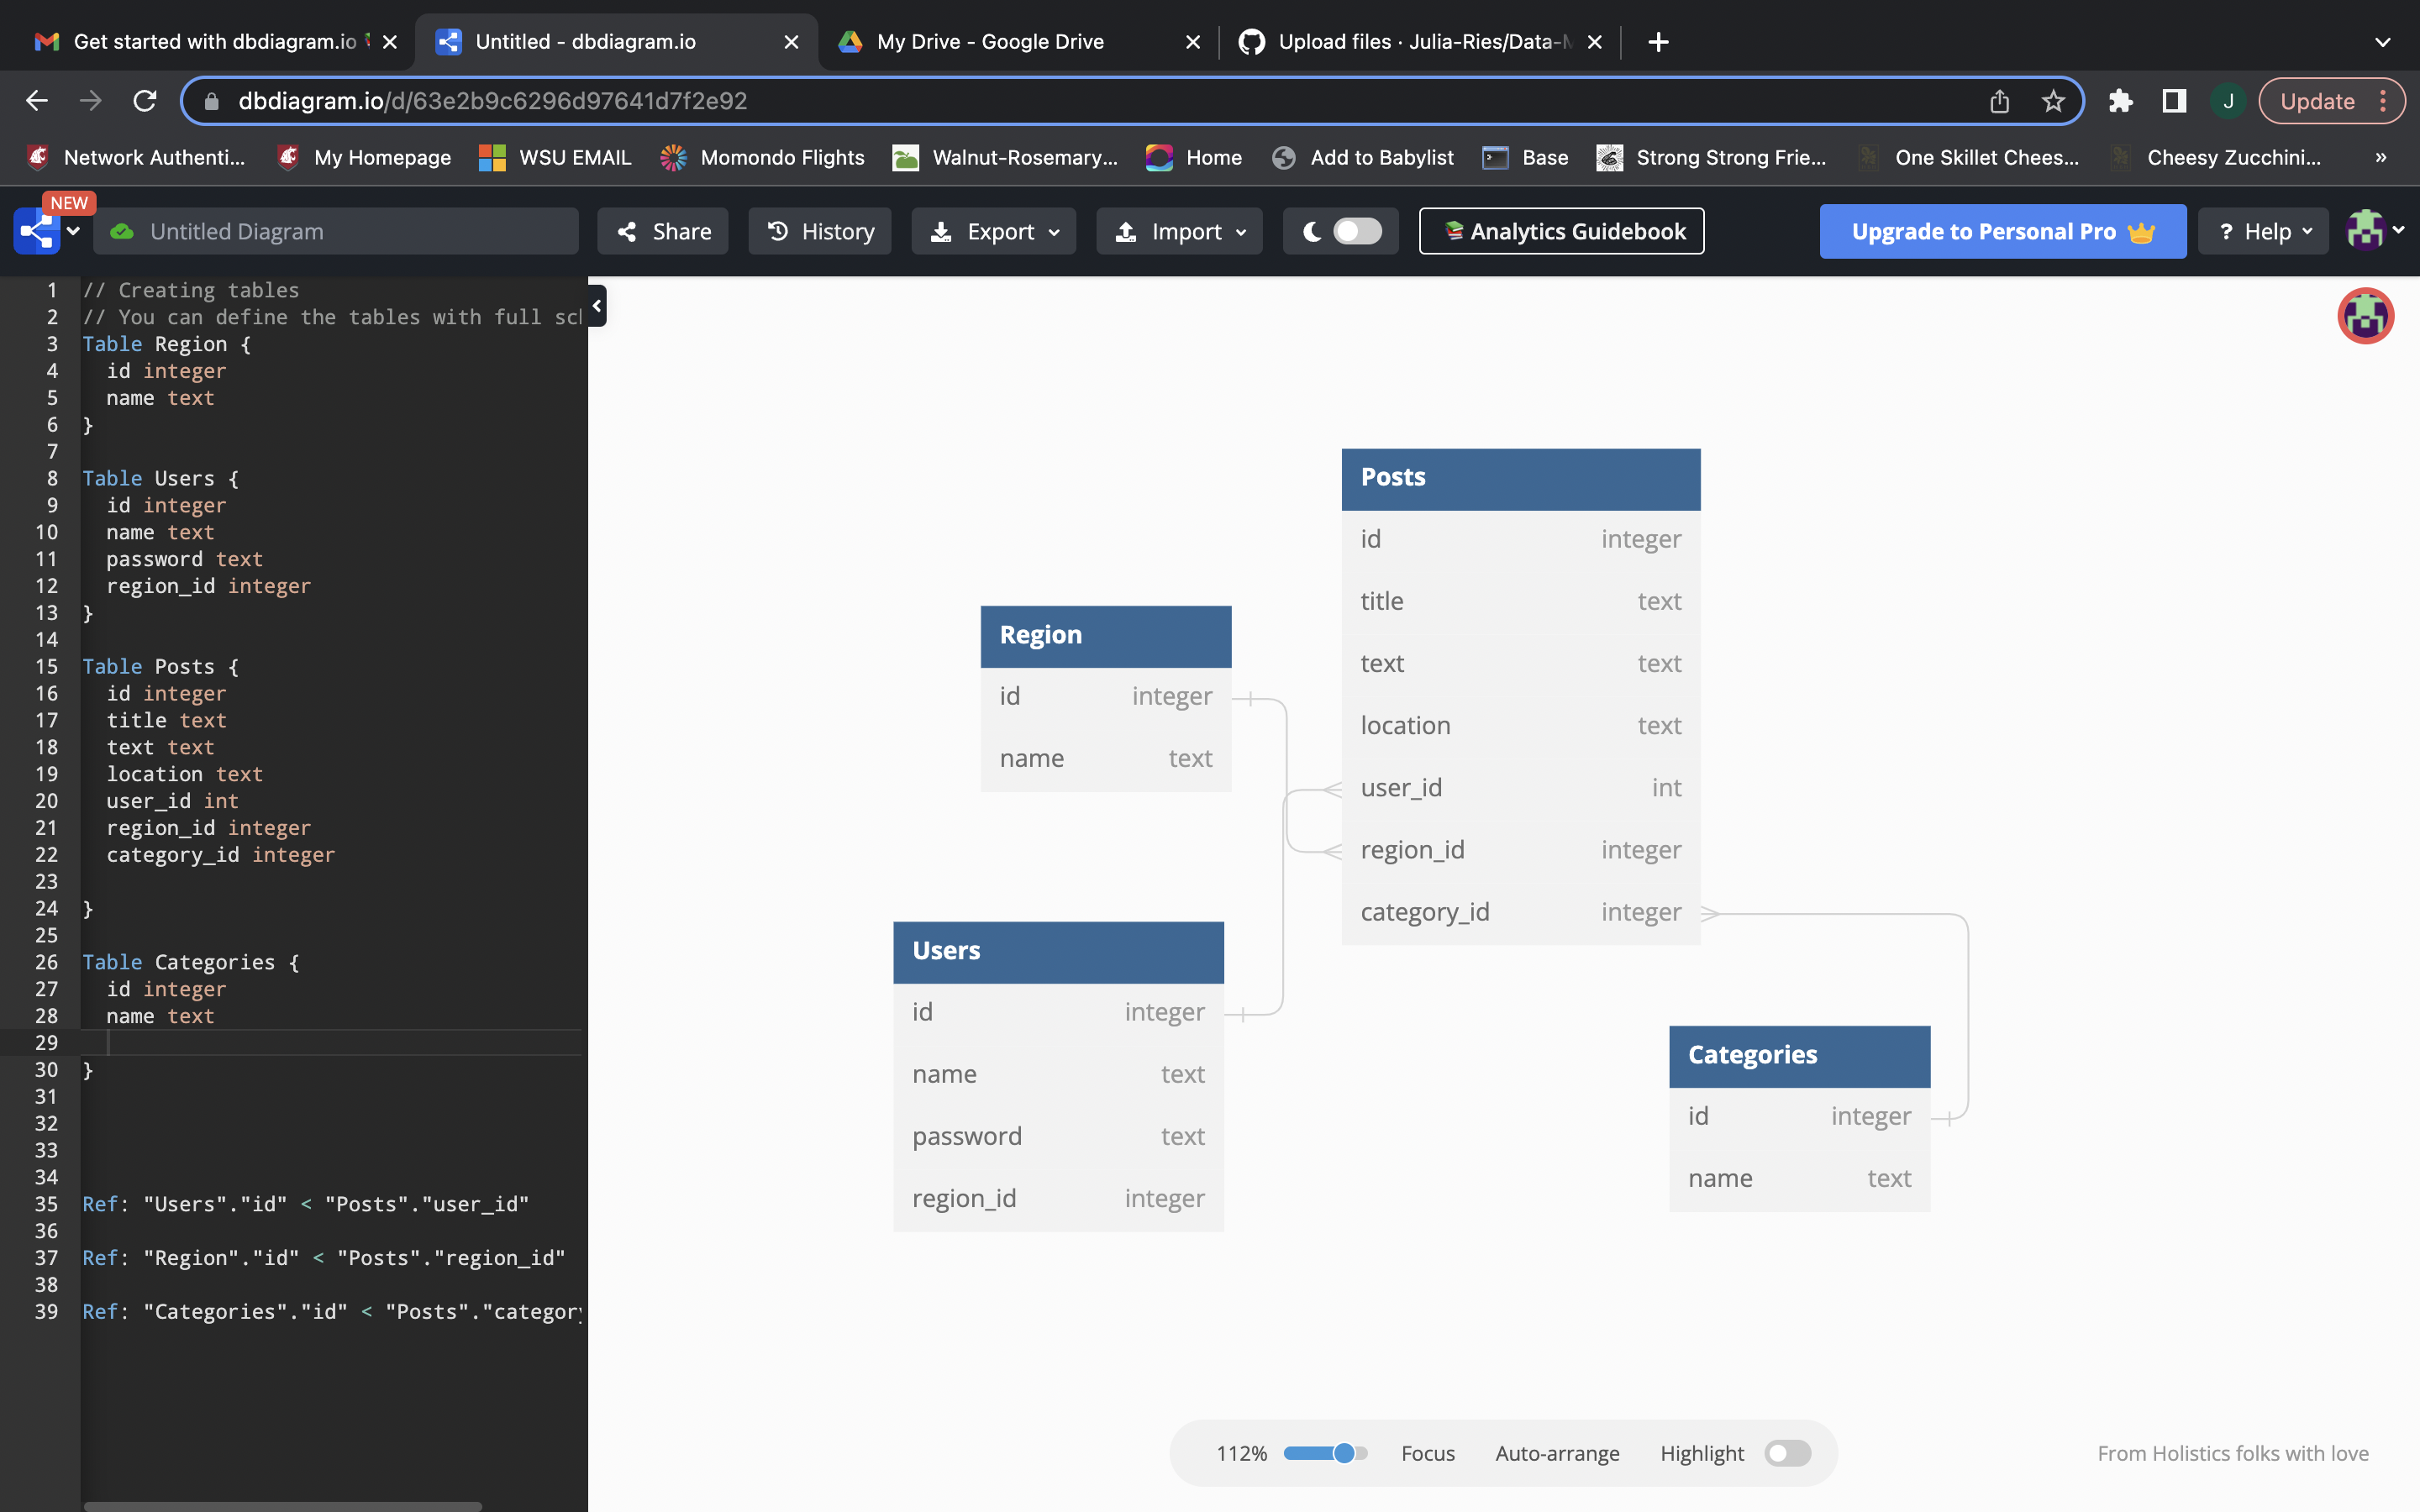 Get started with dbdiagram.io
Untitled - dbdiagram.io
My Drive - Google Drive
Upload files · Julia-Ries/Data-M
dbdiagram.io/d/63e2b9c6296d97641d7f2e92
J
Update
Network Authenti...
My Homepage
WSU EMAIL
Momondo Flights
Walnut-Rosemary...
Home
Add to Babylist
Base
Strong Strong Frie...
One Skillet Chees...
Cheesy Zucchini...
»
NEW
Untitled Diagram
Share
History
Export
Import
Analytics Guidebook
Upgrade to Personal Pro
? Help
1 // Creating tables
2 // You can define the tables with full sch
3 Table Region {
4 id integer
5 name text
6 }
7
8 Table Users {
9 id integer
10 name text
11 password text
12 region_id integer
13 }
14
15 Table Posts {
16 id integer
17 title text
18 text text
19 location text
20 user_id int
21 region_id integer
22 category_id integer
23
24 }
25
26 Table Categories {
27 id integer
28 name text
29
30 }
31
32
33
34
35 Ref: "Users"."id" < "Posts"."user_id"
36
37 Ref: "Region"."id" < "Posts"."region_id"
38
39 Ref: "Categories"."id" < "Posts"."category
Posts
id integer
title text
text text
location text
user_id int
region_id integer
category_id integer
Region
id integer
name text
Users
id integer
name text
password text
region_id integer
Categories
id integer
name text
112%
Focus
Auto-arrange
Highlight
From Holistics folks with love